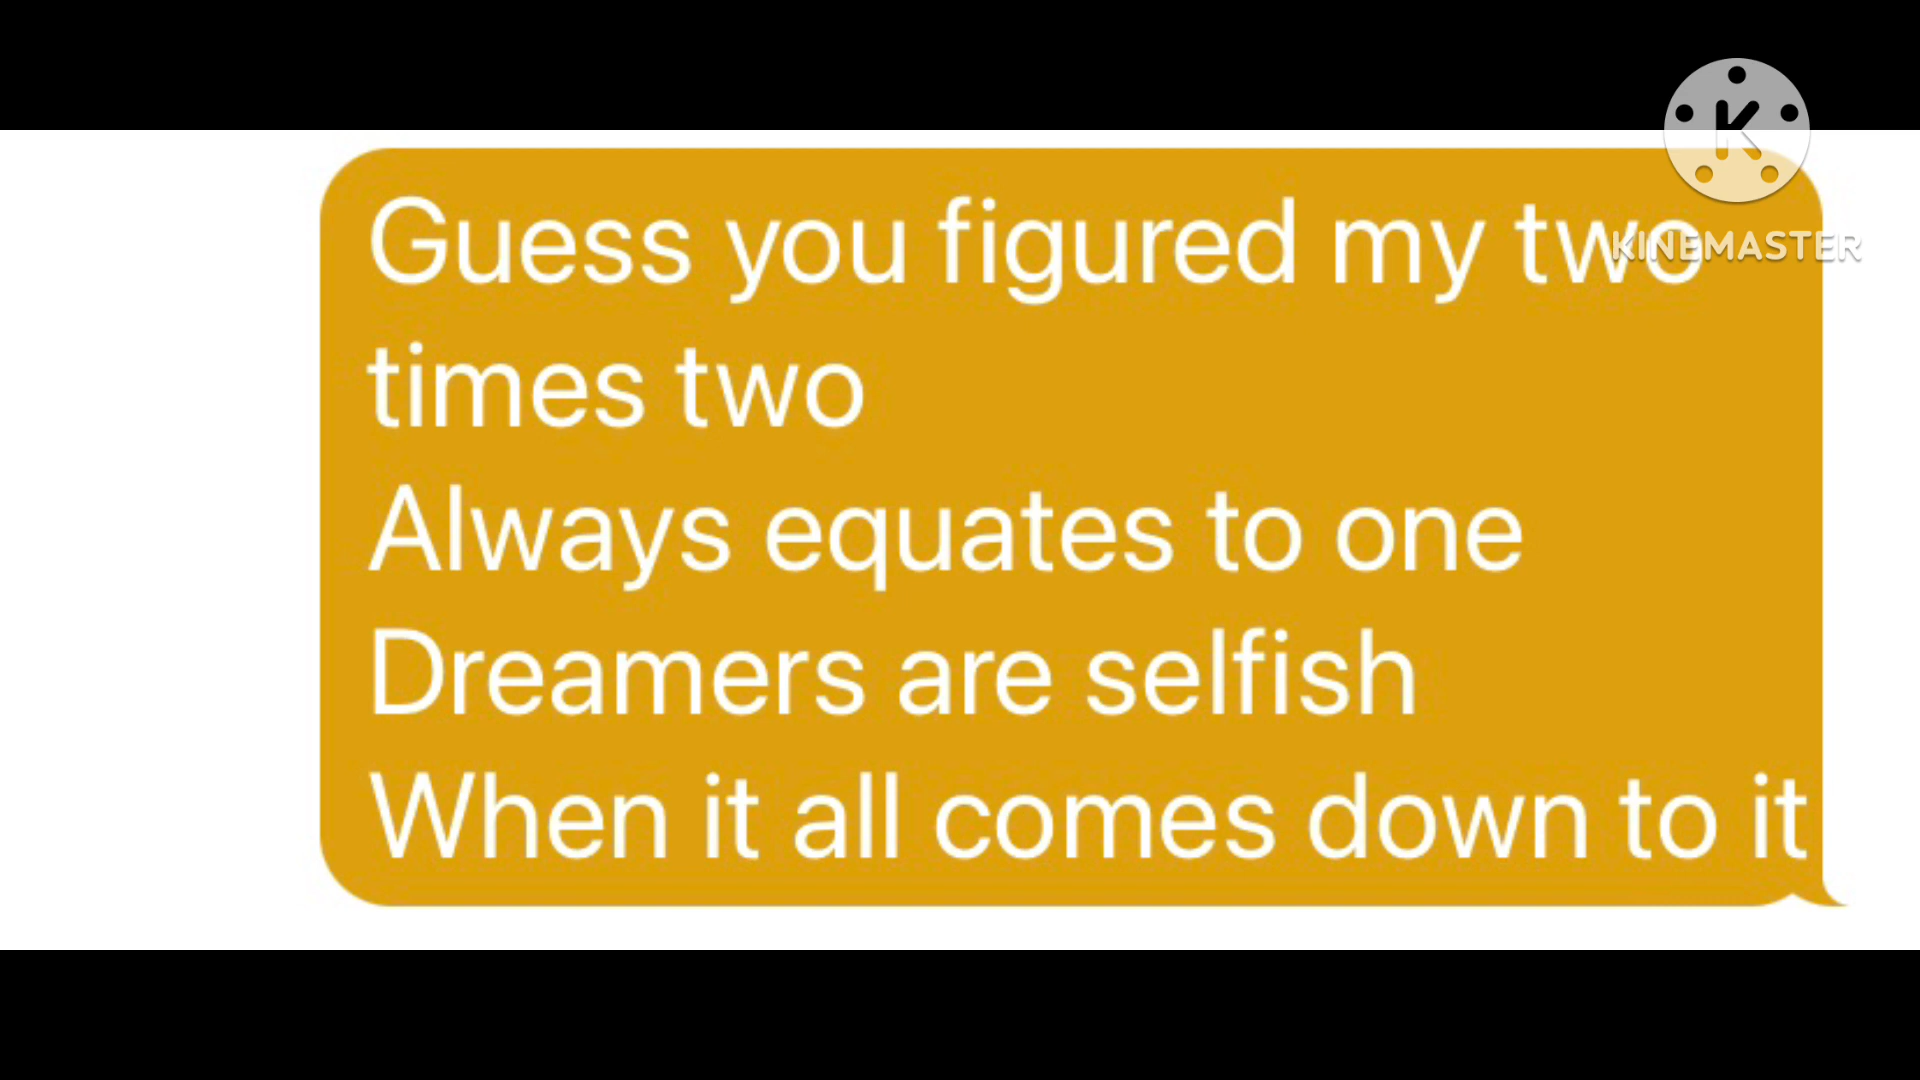 Guess you figured my two
times two
Always equates to one
Dreamers are selfish
When it all comes down to it
K
KINEMASTER